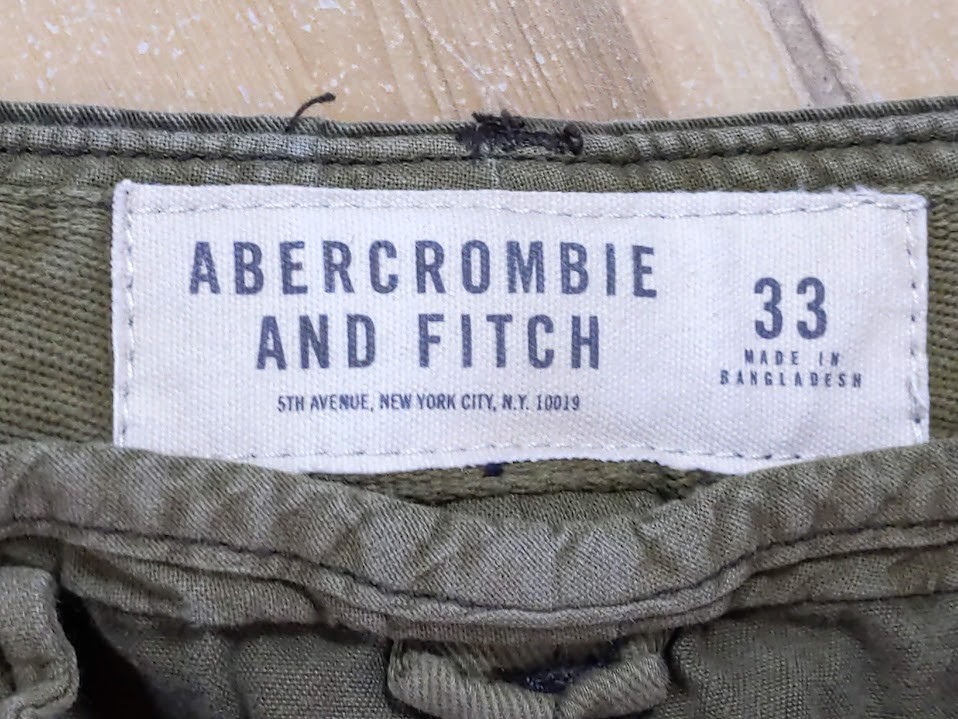 ABERCROMBIE
AND FITCH
5TH AVENUE, NEW YORK CITY, N.Y. 10019
33
MADE IN
BANGLADESH